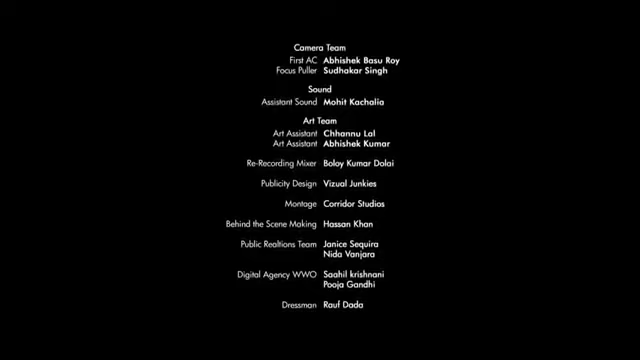 Camera Team
First AC Abhishek Basu Roy
Focus Puller Sudhakar Singh
Sound
Assistant Sound Mohit Kachalia
Art Team
Art Assistant Chhannu Lal
Art Assistant Abhishek Kumar
Re-Recording Mixer Boloy Kumar Dolai
Publicity Design Vizual Junkies
Montage Corridor Studios
Behind the Scene Making Hassan Khan
Public Realtions Team Janice Sequira
Nida Vanjara
Digital Agency WWO Saahil krishnani
Pooja Gandhi
Dressman Rauf Dada